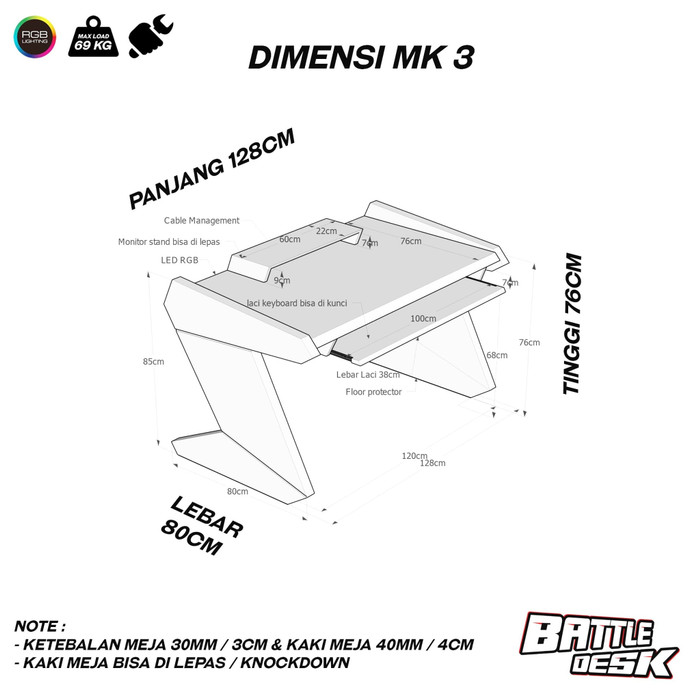 RGB
LIGHTING
MAX LOAD
69 KG
DIMENSI MK 3
PANJANG 128CM
Cable Management
Monitor stand bisa di lepas
LED RGB
60cm
22cm
7cm
76cm
9cm
laci keyboard bisa di kunci
7cm
100cm
85cm
Lebar Laci 38cm
68cm
76cm
Floor protector
TINGGI 76CM
120cm
128cm
80cm
LEBAR
80CM
NOTE :
- KETEBALAN MEJA 30MM / 3CM & KAKI MEJA 40MM / 4CM
- KAKI MEJA BISA DI LEPAS / KNOCKDOWN
BATTLE
DESK